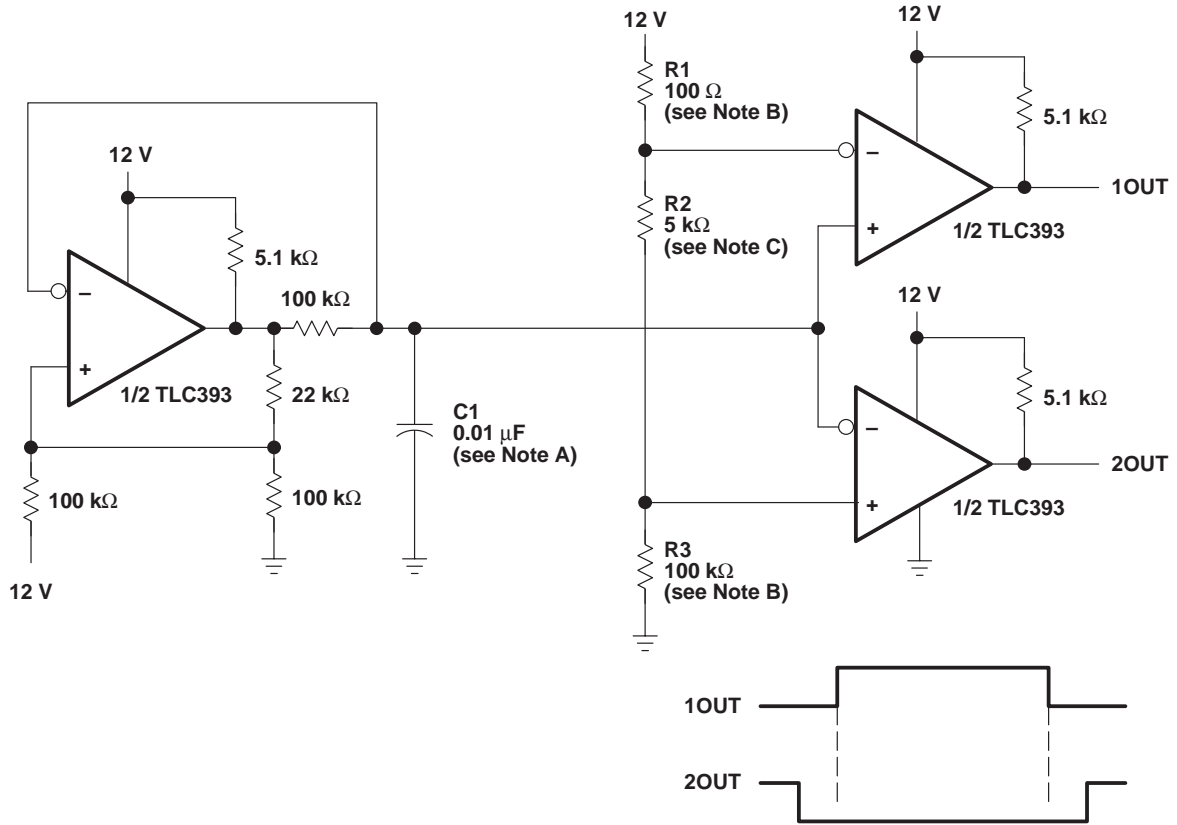 12 V
5.1 kΩ
100 kΩ
−
+
1/2 TLC393
22 kΩ
100 kΩ
100 kΩ
12 V
C1
0.01 μF
(see Note A)
12 V
R1
100 Ω
(see Note B)
R2
5 kΩ
(see Note C)
R3
100 kΩ
(see Note B)
12 V
5.1 kΩ
−
+
1OUT
1/2 TLC393
12 V
5.1 kΩ
−
+
2OUT
1/2 TLC393
1OUT
2OUT